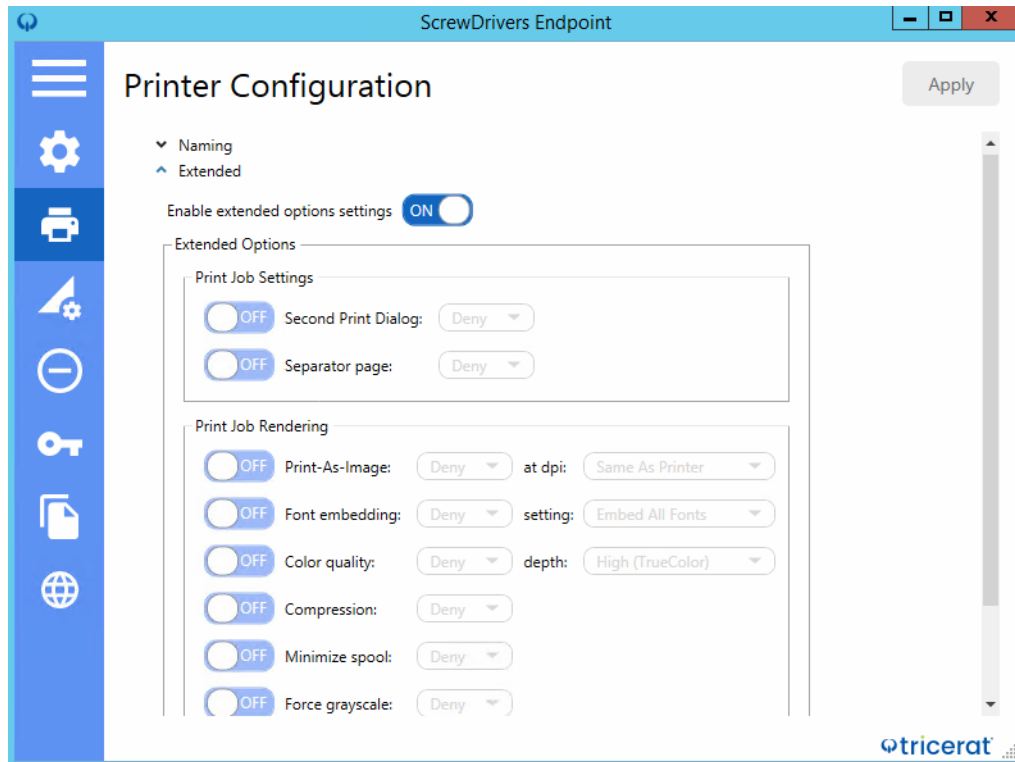 ScrewDrivers Endpoint
Printer Configuration
Apply
Naming
Extended
Enable extended options settings ON
Extended Options
Print Job Settings
OFF Second Print Dialog: Deny
OFF Separator page: Deny
Print Job Rendering
OFF Print-As-Image: Deny at dpi: Same As Printer
OFF Font embedding: Deny setting: Embed All Fonts
OFF Color quality: Deny depth: High (TrueColor)
OFF Compression: Deny
OFF Minimize spool: Deny
OFF Force grayscale: Deny
tricerat